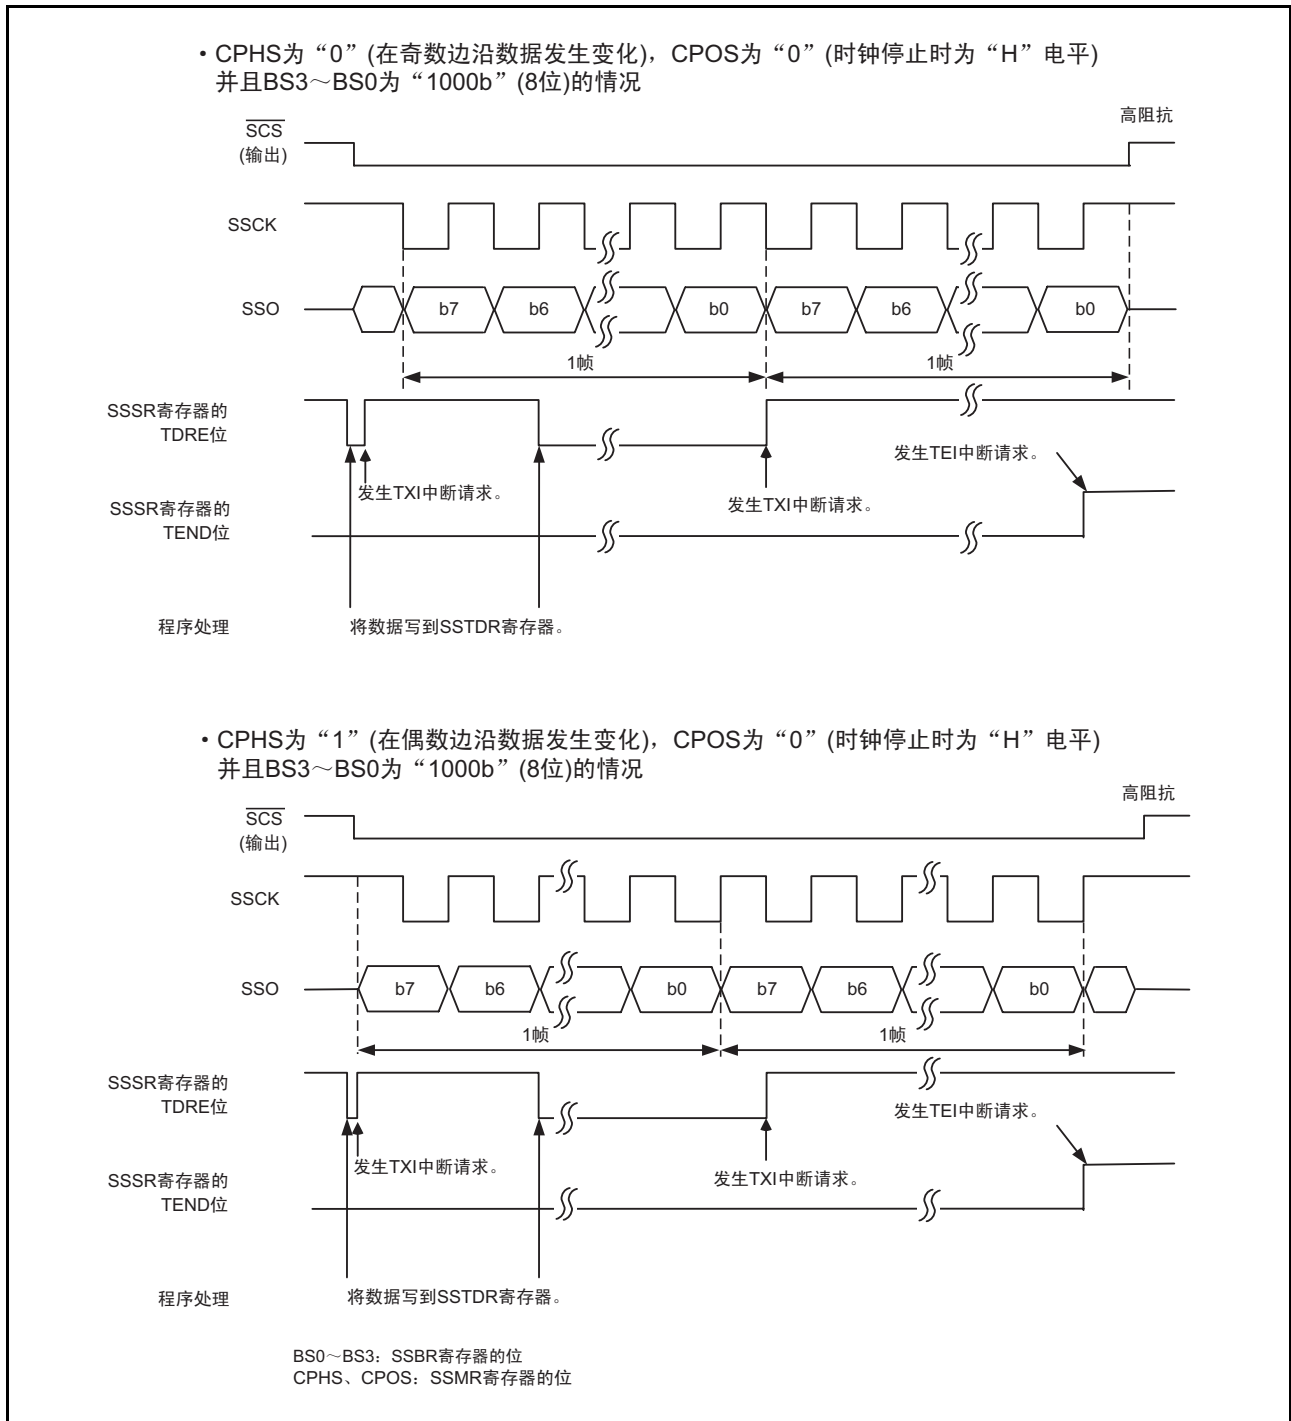 • CPHS为“0”(在奇数边沿数据发生变化)，CPOS为“0”(时钟停止时为“H”电平)
并且BS3～BS0为“1000b”(8位)的情况
高阻抗
SCS
(输出)
SSCK
SSO
b7
b6
b0
b7
b6
b0
1帧
1帧
SSSR寄存器的
TDRE位
发生TEI中断请求。
发生TXI中断请求。
发生TXI中断请求。
SSSR寄存器的
TEND位
程序处理
将数据写到SSTDR寄存器。
• CPHS为“1”(在偶数边沿数据发生变化)，CPOS为“0”(时钟停止时为“H”电平)
并且BS3～BS0为“1000b”(8位)的情况
高阻抗
SCS
(输出)
SSCK
SSO
b7
b6
b0
b7
b6
b0
1帧
1帧
SSSR寄存器的
TDRE位
发生TEI中断请求。
发生TXI中断请求。
发生TXI中断请求。
SSSR寄存器的
TEND位
程序处理
将数据写到SSTDR寄存器。
BS0～BS3：SSBR寄存器的位
CPHS、CPOS：SSMR寄存器的位